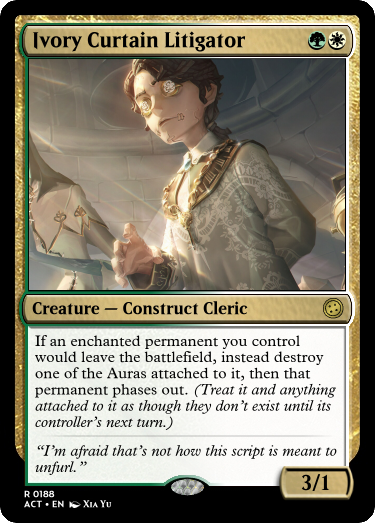 Ivory Curtain Litigator
Creature — Construct Cleric
If an enchanted permanent you control
would leave the battlefield, instead destroy
one of the Auras attached to it, then that
permanent phases out. (Treat it and anything
attached to it as though they don't exist until its
controller's next turn.)
“I'm afraid that's not how this script is meant to
unfurl.”
3/1
R 0188
ACT • EN Xia Yu